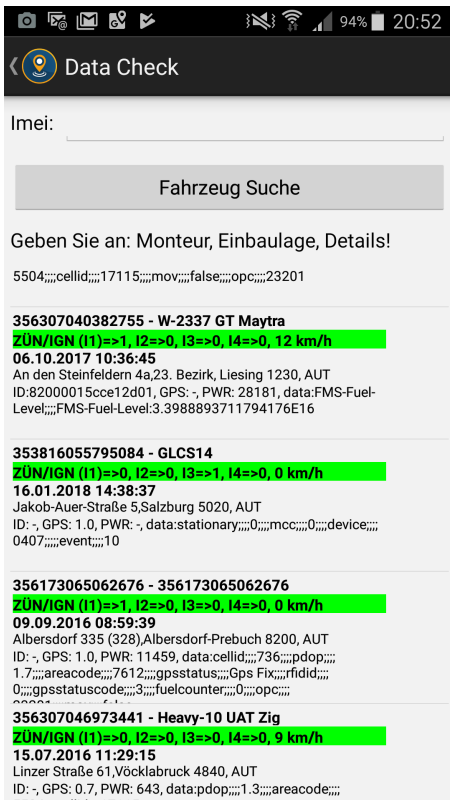 94% 20:52
Data Check
Imei:
Fahrzeug Suche
Geben Sie an: Monteur, Einbaulage, Details!
5504;;;;cellid;;;;17115;;;;mov;;;;false;;;;opc;;;;23201
356307040382755 - W-2337 GT Maytra
ZÜN/IGN (I1)=>1, I2=>0, I3=>0, I4=>0, 12 km/h
06.10.2017 10:36:45
An den Steinfeldern 4a,23. Bezirk, Liesing 1230, AUT
ID:82000015cce12d01, GPS: -, PWR: 28181, data:FMS-Fuel-
Level;;;;FMS-Fuel-Level:3.3988893711794176E16
353816055795084 - GLCS14
ZÜN/IGN (I1)=>0, I2=>0, I3=>1, I4=>0, 0 km/h
16.01.2018 14:38:37
Jakob-Auer-Straße 5,Salzburg 5020, AUT
ID: -, GPS: 1.0, PWR: -, data:stationary;;;;0;;;;mcc;;;;0;;;;device;;;;
0407;;;;;event;;;;10
356173065062676 - 356173065062676
ZÜN/IGN (I1)=>1, I2=>0, I3=>0, I4=>0, 0 km/h
09.09.2016 08:59:39
Albersdorf 335 (328),Albersdorf-Prebuch 8200, AUT
ID: -, GPS: 1.0, PWR: 11459, data:cellid;;;;736;;;;pdop;;;;
1.7;;;;areacode;;;;7612;;;;gpsstatus;;;;Gps Fix;;;;rfidid;;;;
0;;;;gpsstatuscode;;;;3;;;;fuelcounter;;;;0;;;;opc;;;;
356307046973441 - Heavy-10 UAT Zig
ZÜN/IGN (I1)=>0, I2=>0, I3=>0, I4=>0, 9 km/h
15.07.2016 11:29:15
Linzer Straße 61,Vöcklabruck 4840, AUT
ID: -, GPS: 0.7, PWR: 643, data:pdop;;;;1.3;;;;areacode;;;;